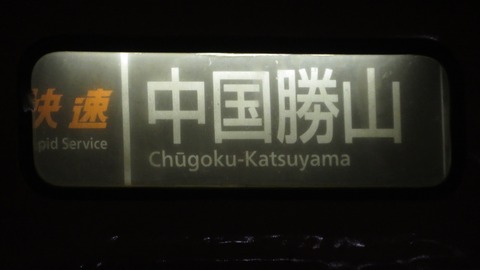 快速
pid Service
中国勝山
Chūgoku-Katsuyama